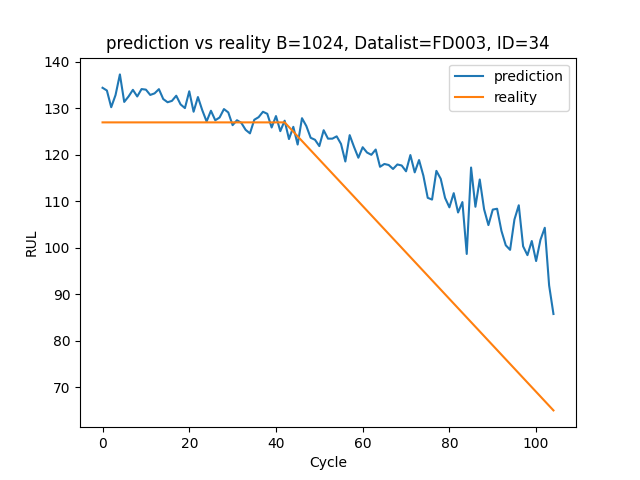 prediction vs reality B=1024, Datalist=FD003, ID=34
prediction
reality
RUL
140
130
120
110
100
90
80
70
0 20 40 60 80 100
Cycle